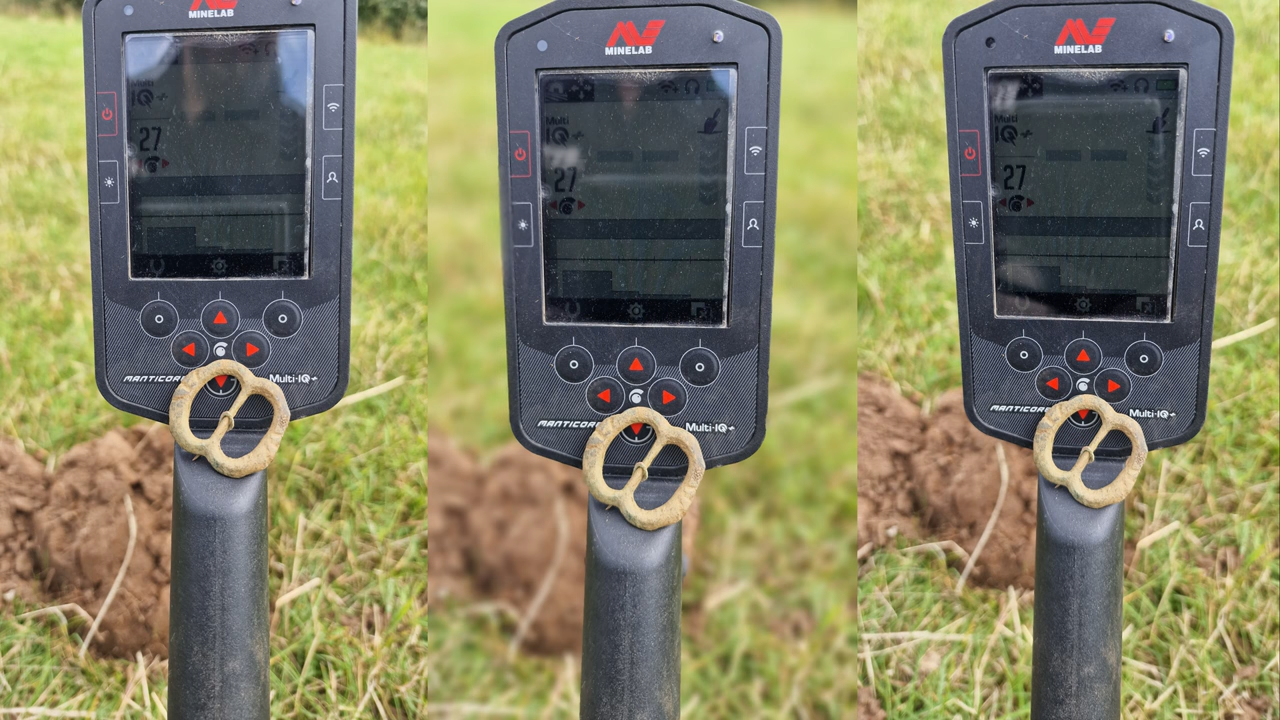 MINELAB
Multi
IQ+
27
MANTICORE
Multi-IQ+
MINELAB
Multi
IQ+
27
MANTICORE
Multi-IQ+
MINELAB
Multi
IQ+
27
MANTICORE
Multi-IQ+